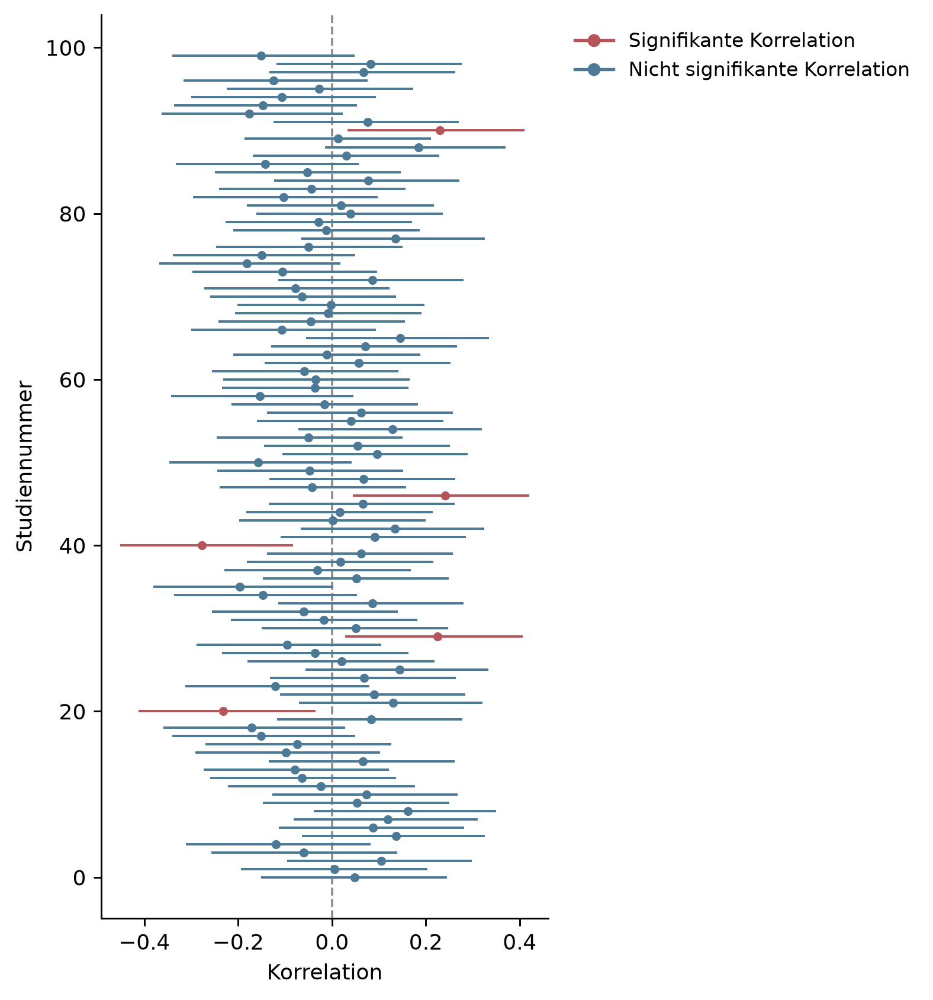 Signifikante Korrelation
Nicht signifikante Korrelation
100
80
60
40
20
0
Studiennummer
−0.4 −0.2 0.0 0.2 0.4
Korrelation